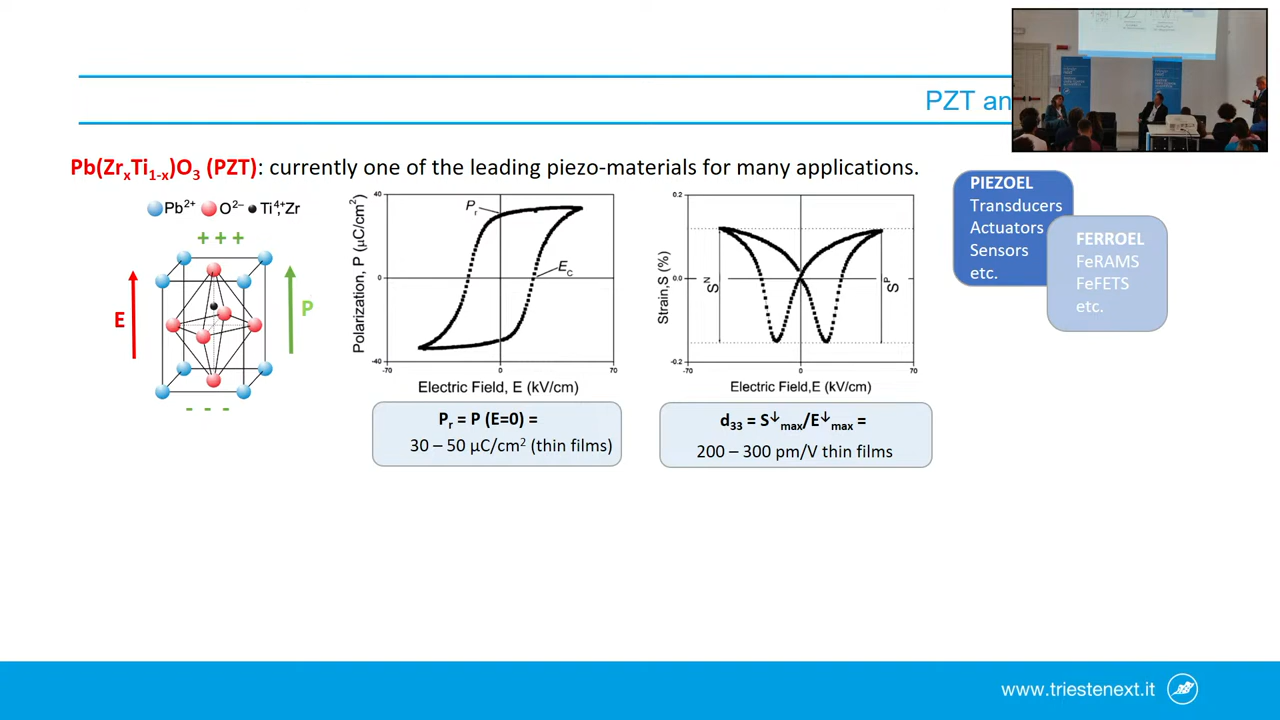 PZT an
Pb(ZrxTi1-x)O3 (PZT): currently one of the leading piezo-materials for many applications.
Pb2+ O2– Ti4+,Zr
+ + +
E
P
- - -
40
0
-40
-70
0
70
Polarization, P (μC/cm2)
Pr
EC
Electric Field, E (kV/cm)
Pr = P (E=0) =
30 – 50 μC/cm2 (thin films)
0.2
0.0
-0.2
-70
0
70
Strain,S (%)
SN
SP
Electric Field,E (kV/cm)
d33 = S↓max/E↓max =
200 – 300 pm/V thin films
PIEZOEL
Transducers
Actuators
Sensors
etc.
FERROEL
FeRAMS
FeFETS
etc.
www.triestenext.it